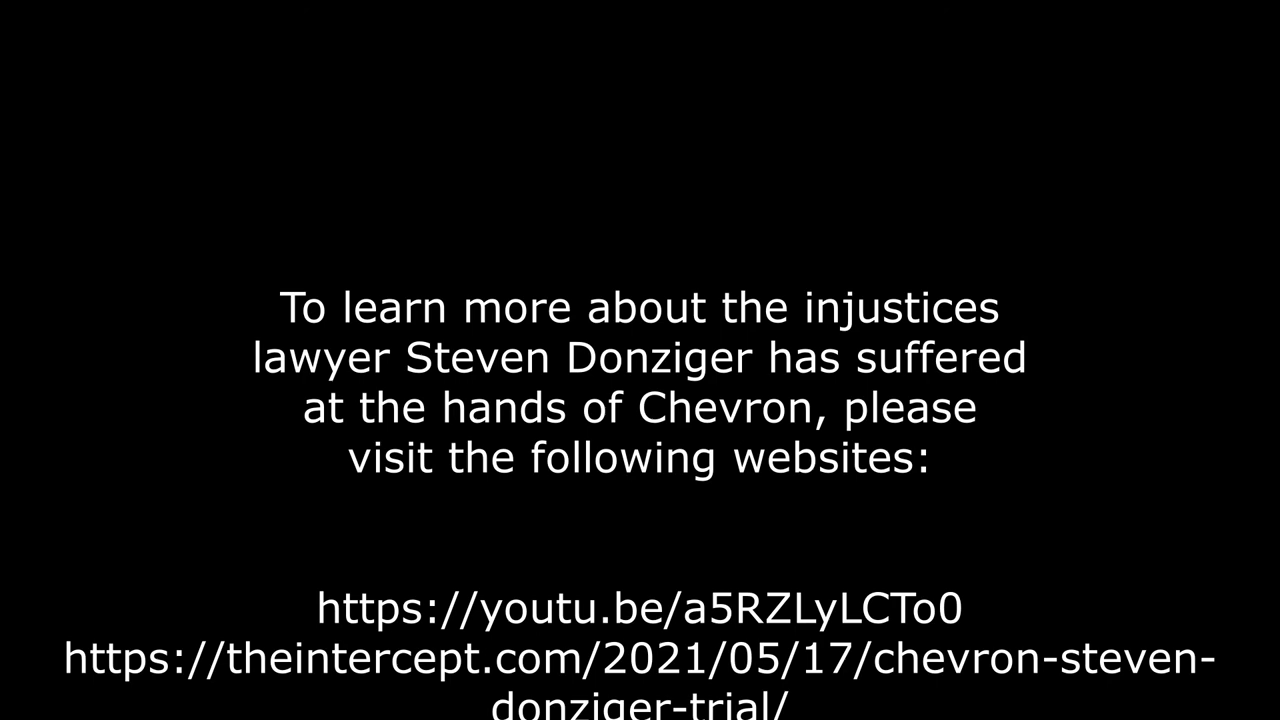 To learn more about the injustices
lawyer Steven Donziger has suffered
at the hands of Chevron, please
visit the following websites:
https://youtu.be/a5RZLyLCTo0
https://theintercept.com/2021/05/17/chevron-steven-
donziger-trial/